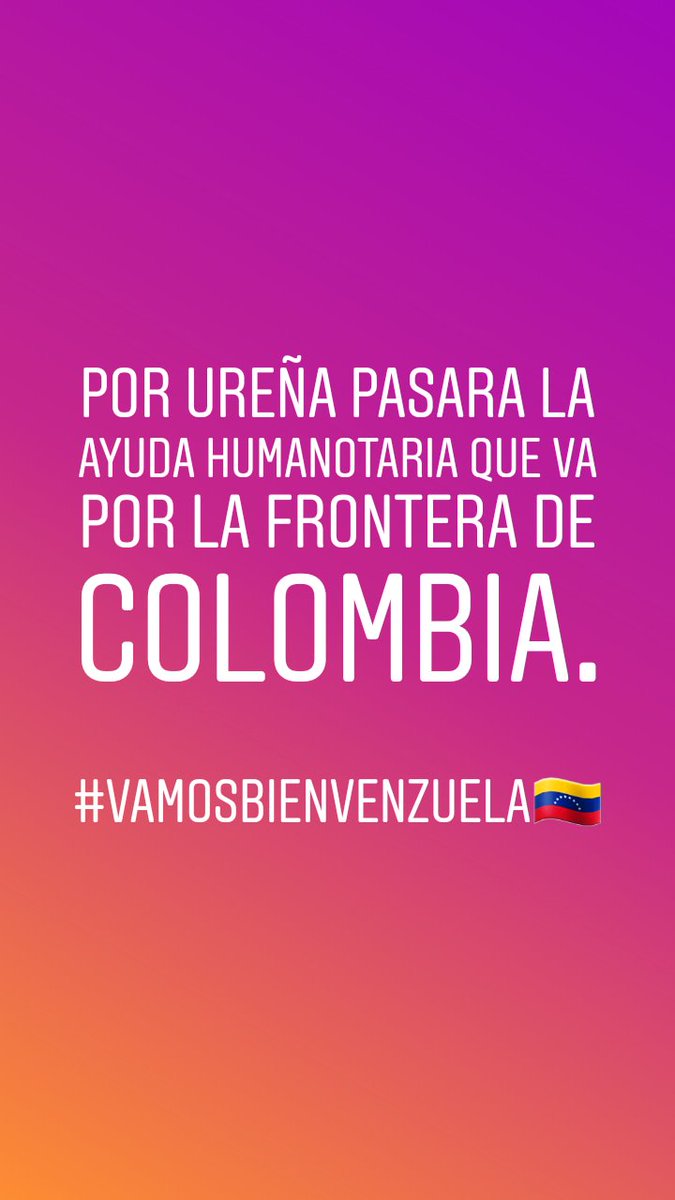 POR UREÑA PASARA LA
AYUDA HUMANOTARIA QUE VA
POR LA FRONTERA DE
COLOMBIA.
#VAMOSBIENVENZUELA🇻🇪